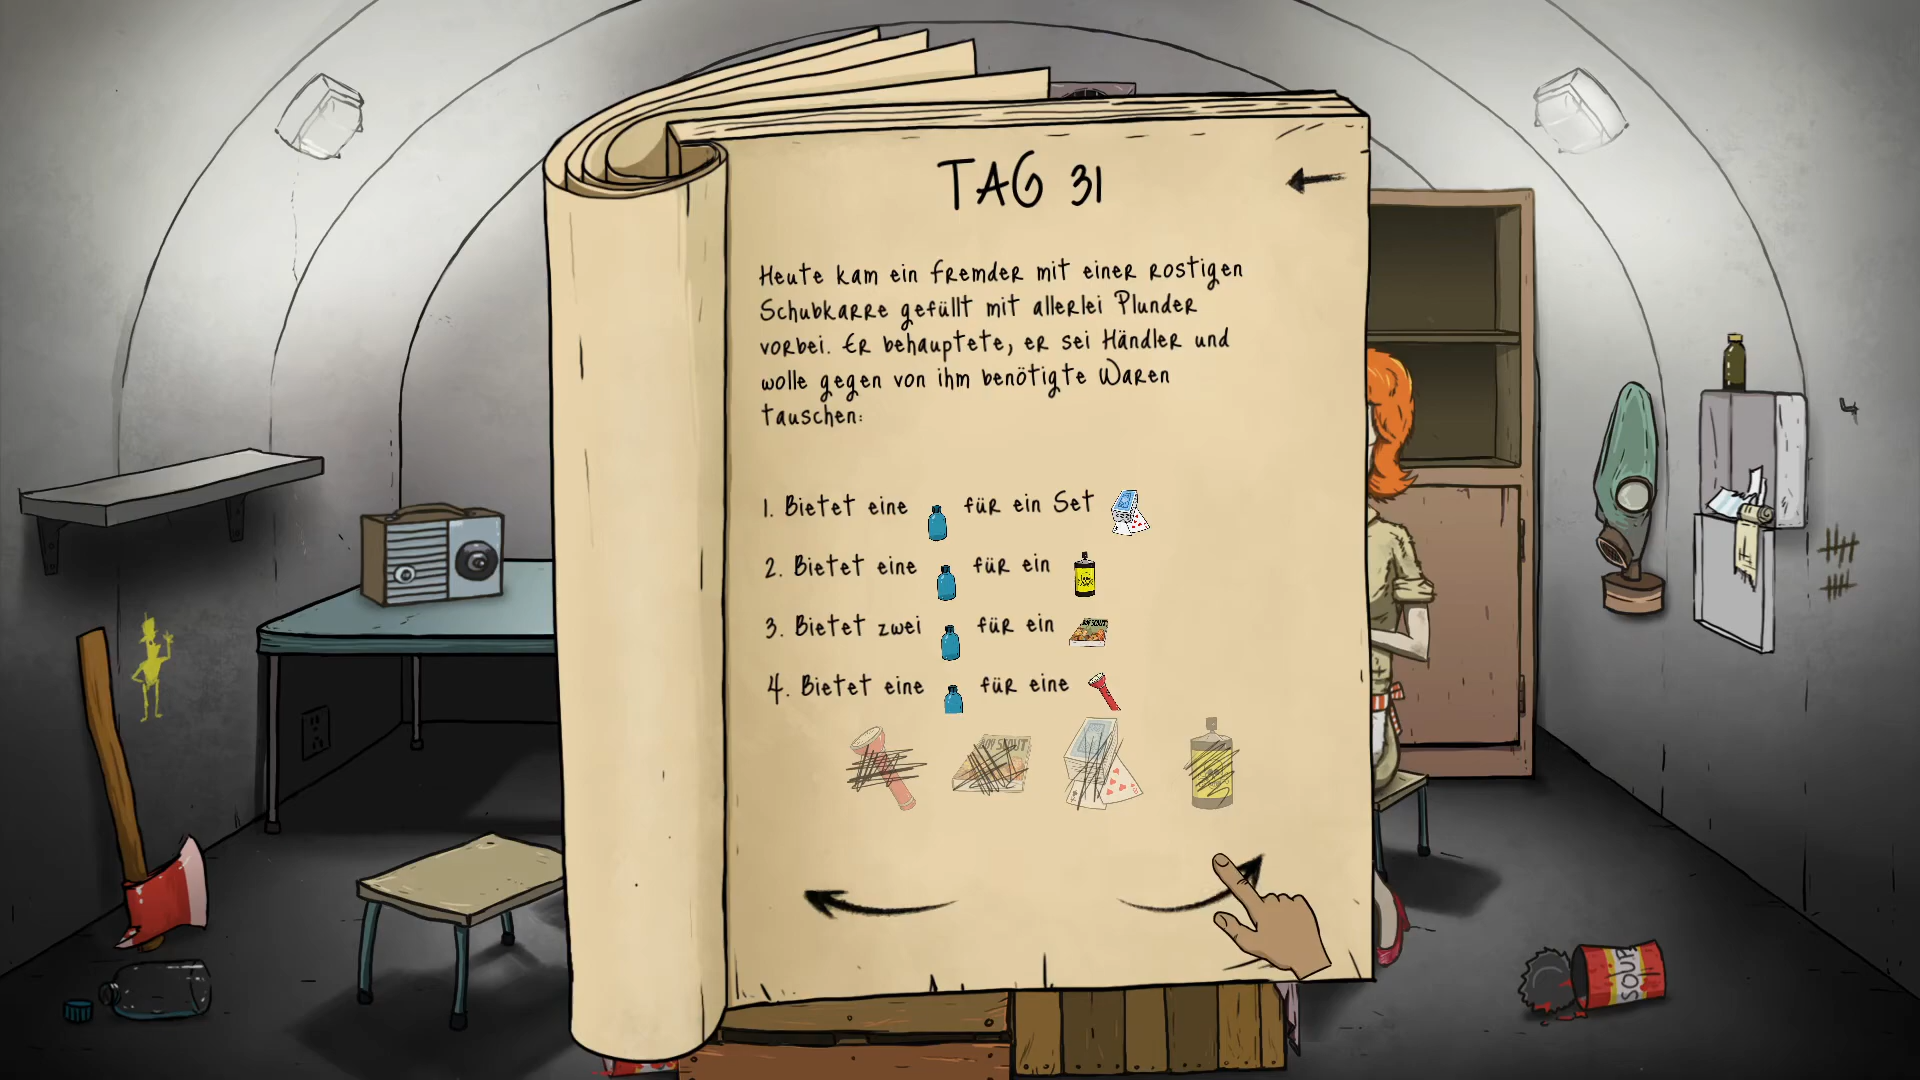 TAG 31
Heute kam ein Fremder mit einer rostigen
Schubkarre gefüllt mit allerlei Plunder
vorbei. Er behauptete, er sei Händler und
wolle gegen von ihm benötigte Waren
tauschen:
1. Bietet eine für ein Set
2. Bietet eine für ein
3. Bietet zwei für ein
4. Bietet eine für eine
BOY SCOUT
SOUP